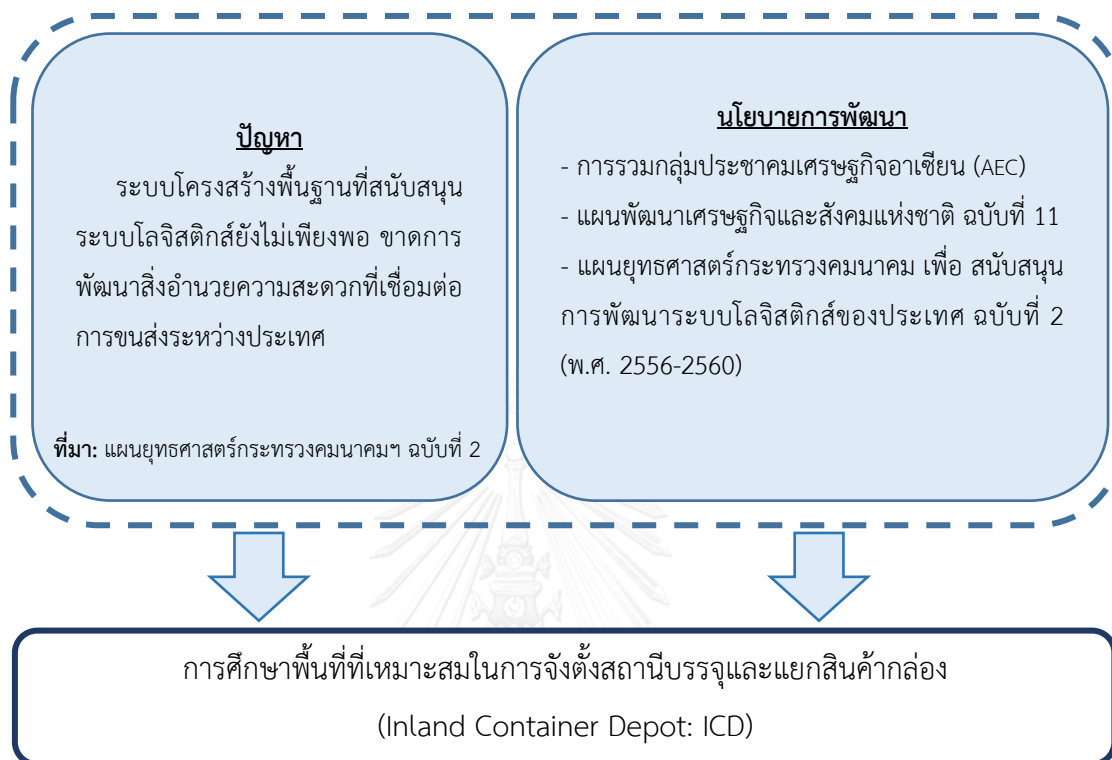 ปัญหา
ระบบโครงสร้างพื้นฐานที่สนับสนุน
ระบบโลจิสติกส์ยังไม่เพียงพอ ขาดการ
พัฒนาสิ่งอำนวยความสะดวกที่เชื่อมต่อ
การขนส่งระหว่างประเทศ
ที่มา: แผนยุทธศาสตร์กระทรวงคมนาคมฯ ฉบับที่ 2
นโยบายการพัฒนา
- การรวมกลุ่มประชาคมเศรษฐกิจอาเซียน (AEC)
- แผนพัฒนาเศรษฐกิจและสังคมแห่งชาติ ฉบับที่ 11
- แผนยุทธศาสตร์กระทรวงคมนาคม เพื่อ สนับสนุน
การพัฒนาระบบโลจิสติกส์ของประเทศ ฉบับที่ 2
(พ.ศ. 2556-2560)
การศึกษาพื้นที่ที่เหมาะสมในการจังตั้งสถานีบรรจุและแยกสินค้ากล่อง
(Inland Container Depot: ICD)